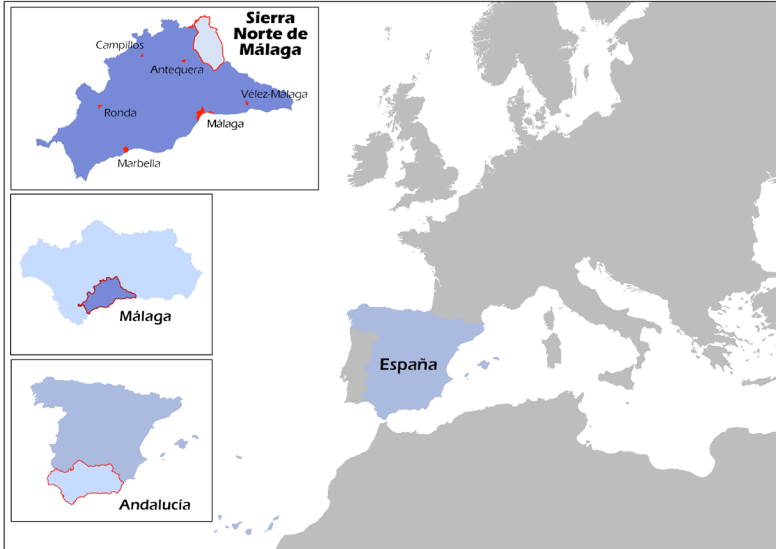 Sierra
Norte de
Málaga
Campillos
Antequera
Vélez-Málaga
Ronda
Málaga
Marbella
Málaga
España
Andalucía